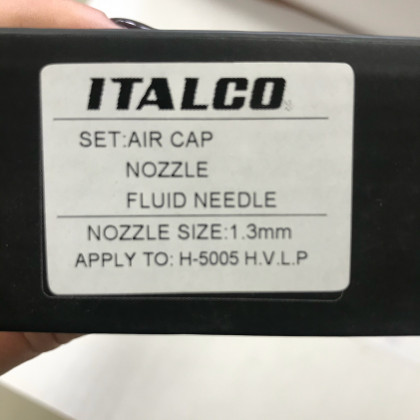 ITALCO
SET:AIR CAP
NOZZLE
FLUID NEEDLE
NOZZLE SIZE:1.3mm
APPLY TO: H-5005 H.V.L.P